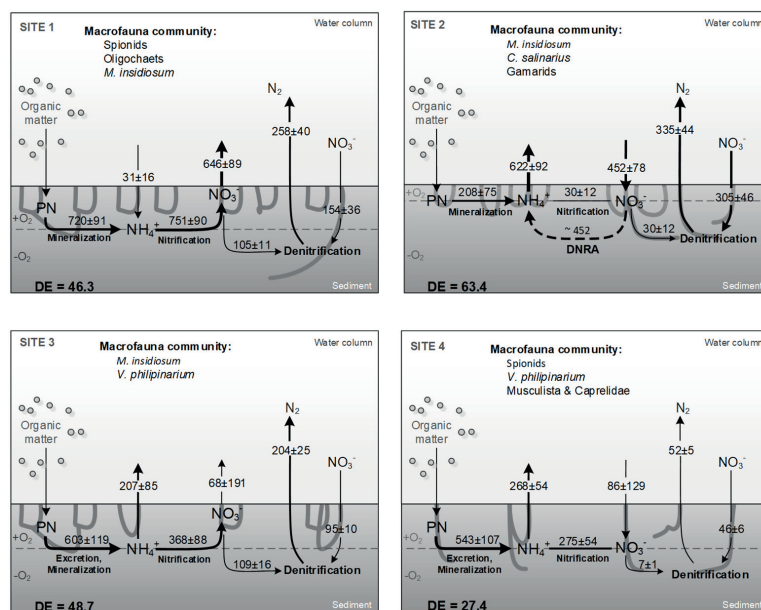 SITE 1
Macrofauna community:
Water column
Spionids
Oligochaets
M. insidiosum
Organic
matter
N2
NO3-
258±40
646±89
31±16
NO3-
PN
154±36
+O2
720±91
NH4+
751±90
Mineralization
Nitrification
105±11
Denitrification
-O2
DE = 46.3
Sediment
SITE 2
Macrofauna community:
Water column
M. insidiosum
C. salinarius
Gamarids
Organic
matter
N2
NO3-
335±44
622±92
452±78
+O2
PN
208±75
NH4+
30±12
NO3-
305±46
Mineralization
Nitrification
~ 452
30±12
Denitrification
DNRA
-O2
DE = 63.4
Sediment
SITE 3
Macrofauna community:
Water column
M. insidiosum
V. philipinarium
Organic
matter
N2
NO3-
204±25
207±85
68±191
NO3-
PN
95±10
+O2
603±119
NH4+
368±88
Excretion,
Mineralization
Nitrification
109±16
Denitrification
-O2
DE = 48.7
Sediment
SITE 4
Macrofauna community:
Water column
Spionids
V. philipinarium
Musculista & Caprelidae
Organic
matter
N2
NO3-
52±5
268±54
86±129
PN
46±6
+O2
543±107
NH4+
275±54
NO3-
Excretion,
Mineralization
Nitrification
7±1
Denitrification
-O2
DE = 27.4
Sediment